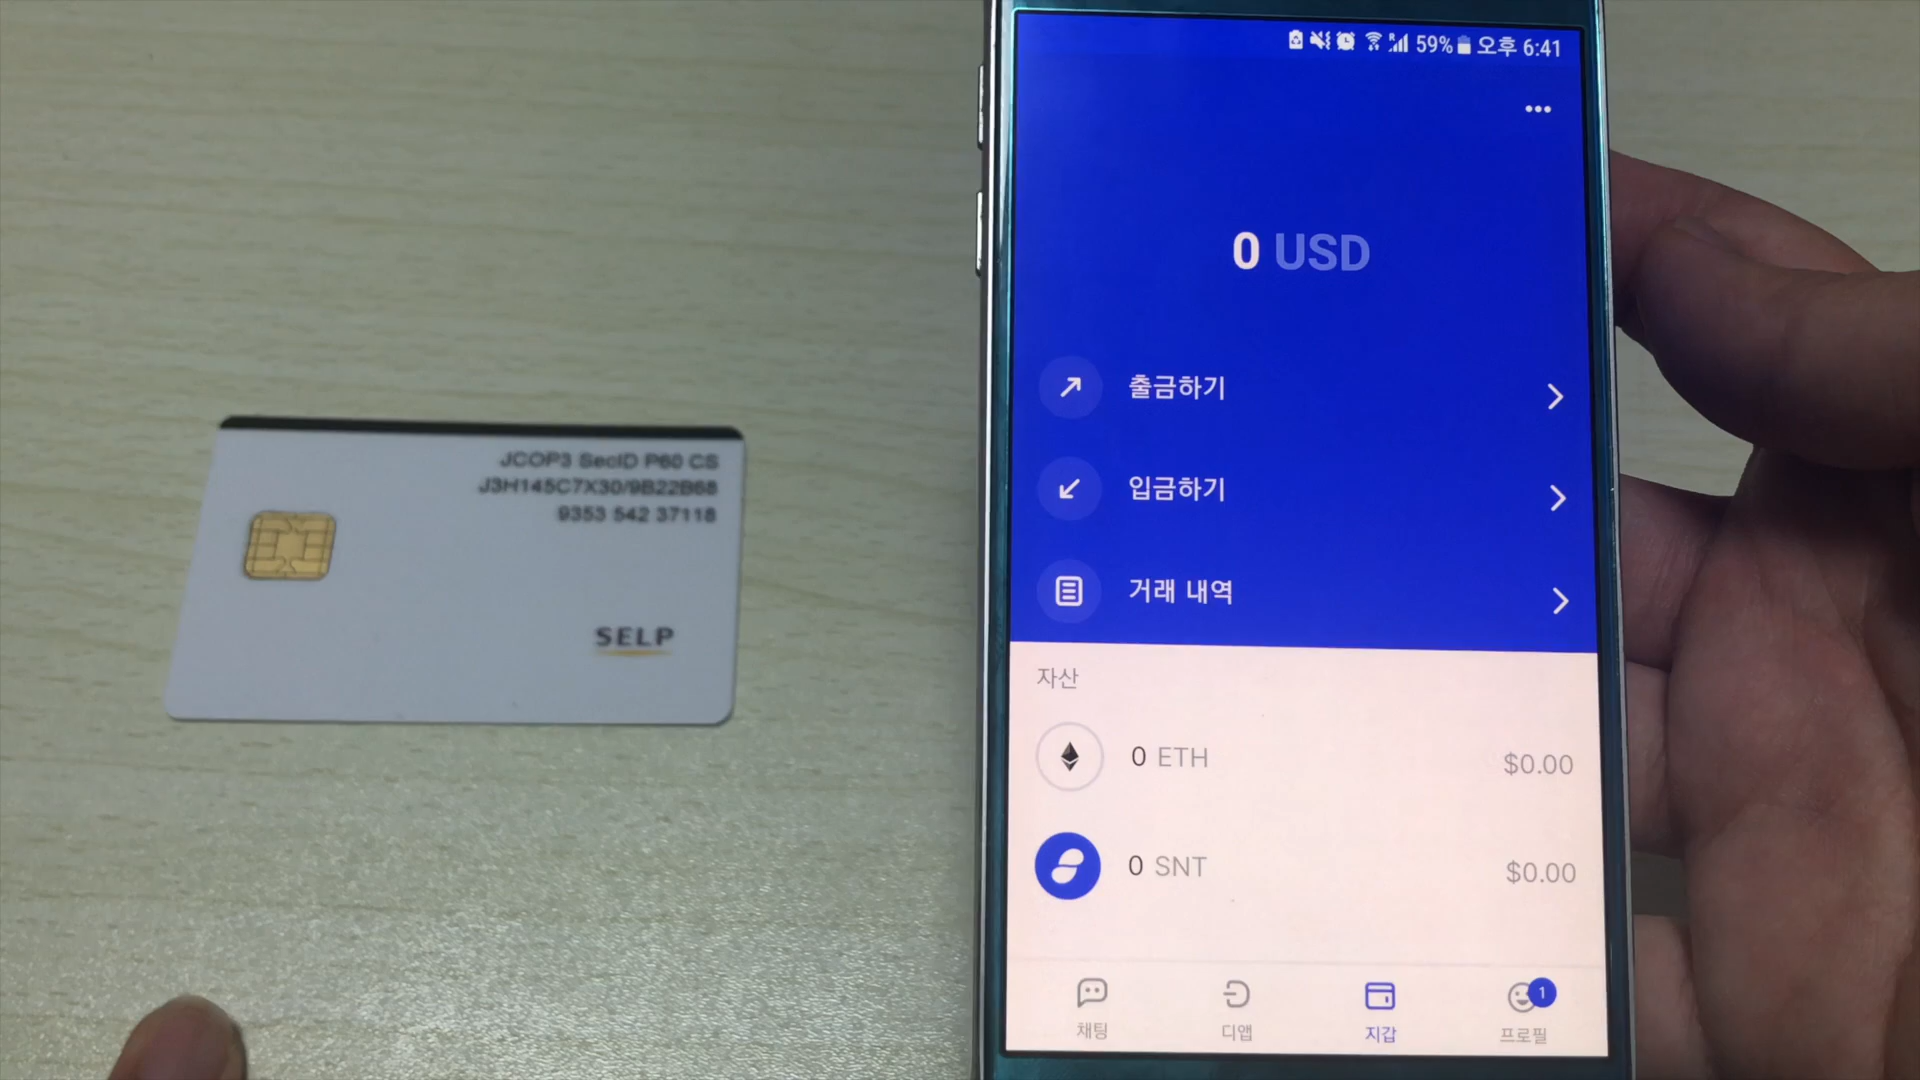 JCOP3 SecID P60 CS
J3H145C7X30/9B22B68
9353 542 37118
SELP
R 59% 오후 6:41
0 USD
출금하기
입금하기
거래 내역
자산
0 ETH $0.00
0 SNT $0.00
채팅 디앱 지갑 프로필 1